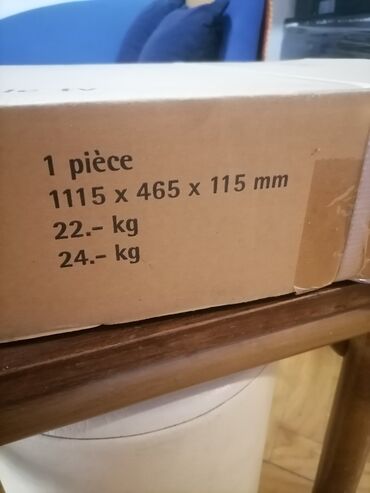 1 pièce
1115 x 465 x 115 mm
22.- kg
24.- kg